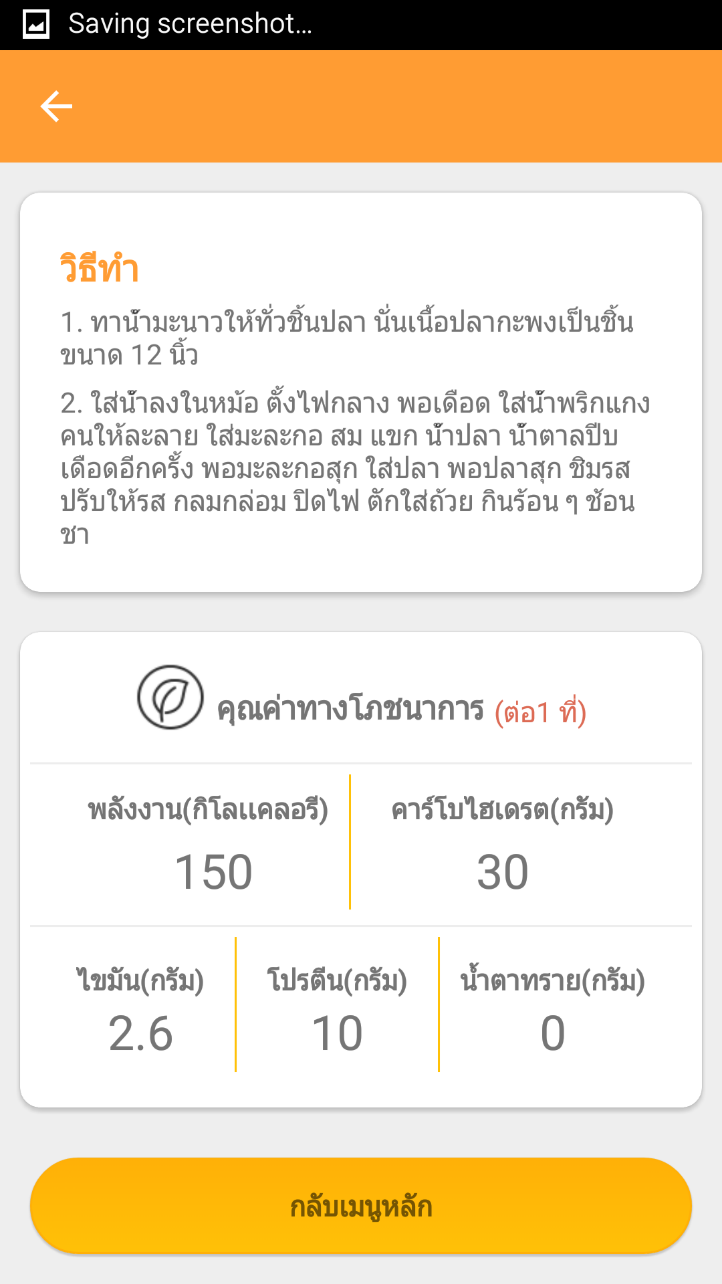 Saving screenshot...
วิธีทำ
1. ทาน้ำมะนาวให้ทั่วชิ้นปลา นั่นเนื้อปลากะพงเป็นชิ้น
ขนาด 12 นิ้ว
2. ใส่น้ำลงในหม้อ ตั้งไฟกลาง พอเดือด ใส่น้ำพริกแกง
คนให้ละลาย ใส่มะละกอ สม แขก น้ำปลา น้ำตาลปีบ
เดือดอีกครั้ง พอมะละกอสุก ใส่ปลา พอปลาสุก ชิมรส
ปรับให้รส กลมกล่อม ปิดไฟ ตักใส่ถ้วย กินร้อน ๆ ช้อน
ชา
คุณค่าทางโภชนาการ (ต่อ1 ที่)
พลังงาน(กิโลแคลอรี) คาร์โบไฮเดรต(กรัม)
150 30
ไขมัน(กรัม) โปรตีน(กรัม) น้ำตาทราย(กรัม)
2.6 10 0
กลับเมนูหลัก